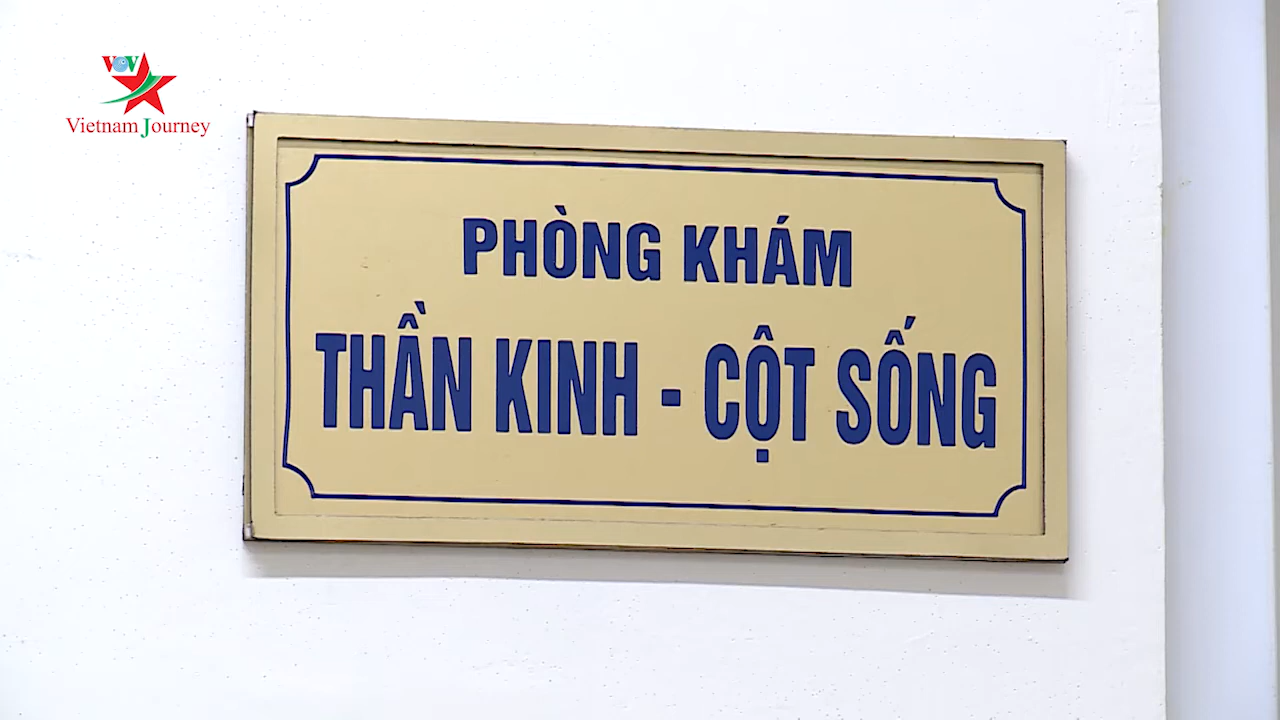 VOV
Vietnam Journey
PHÒNG KHÁM
THẦN KINH - CỘT SỐNG